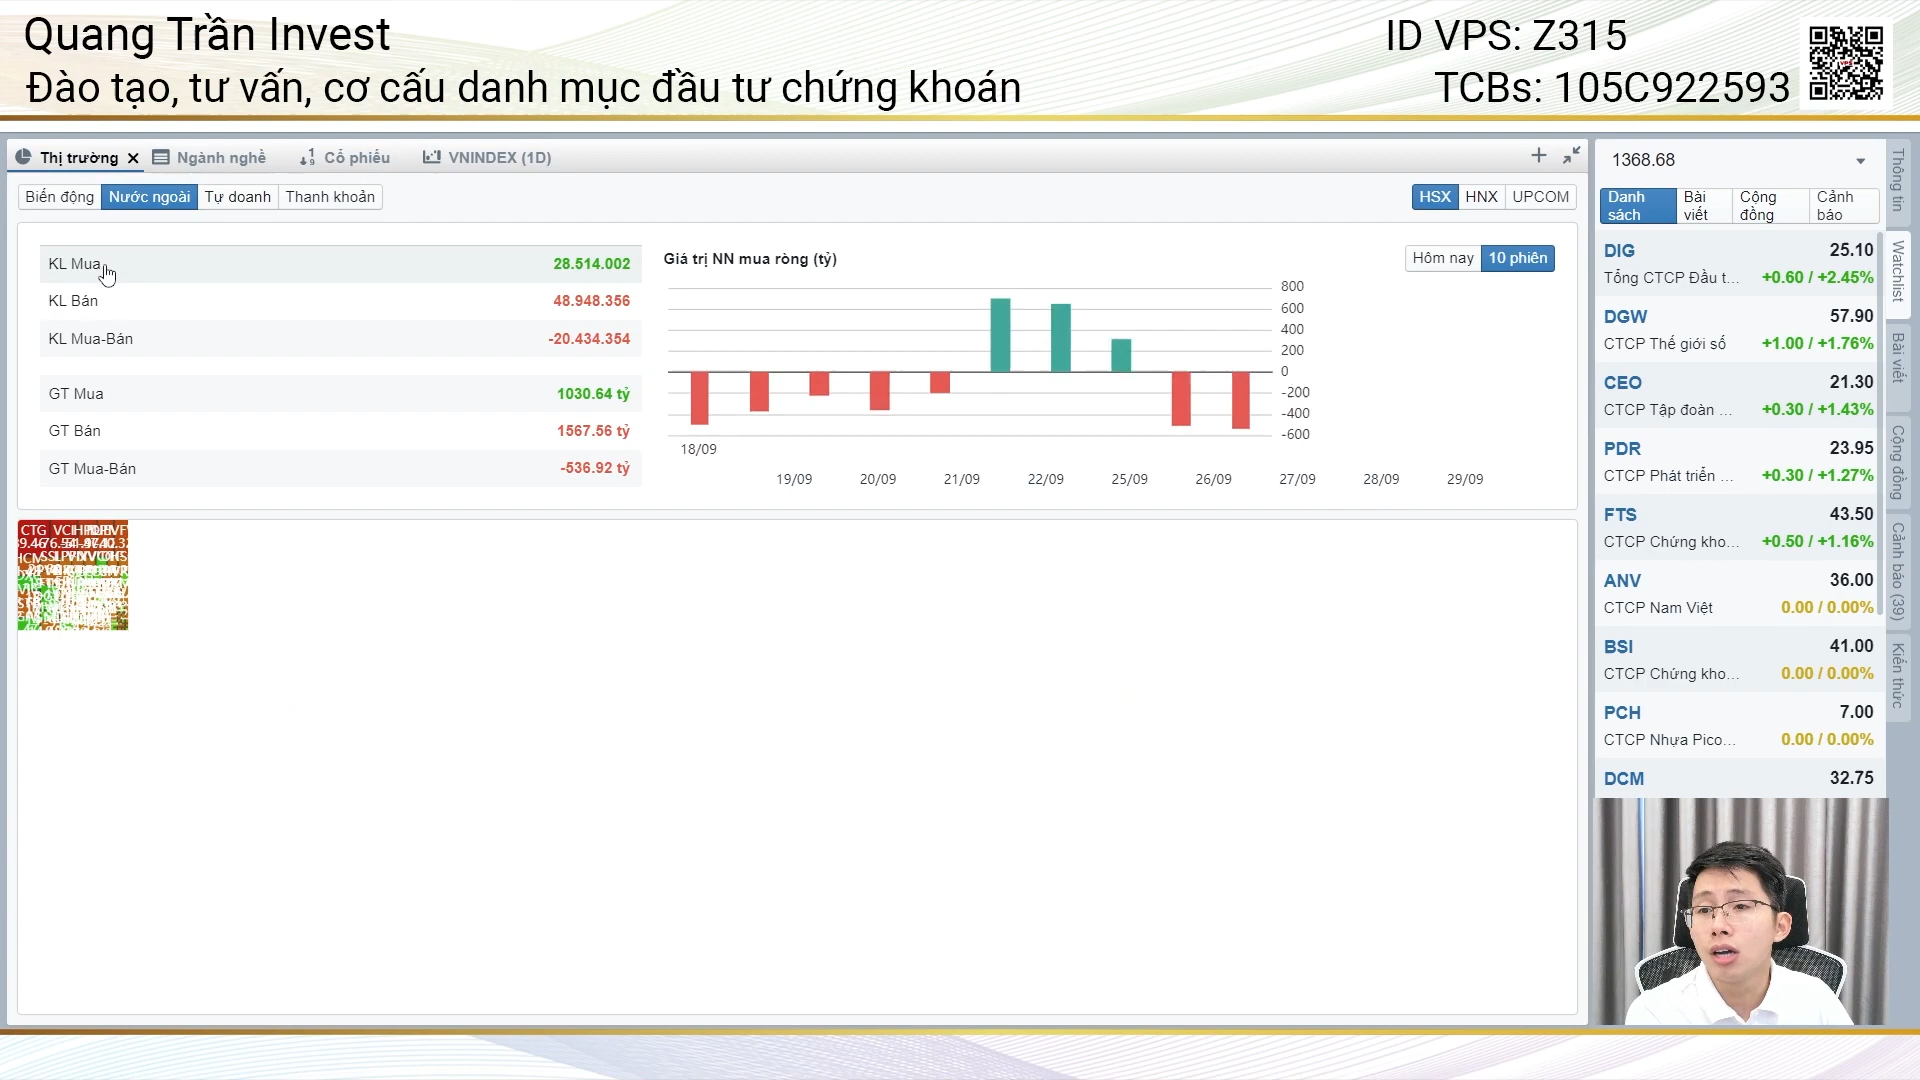 Quang Trần Invest
ID VPS: Z315
Đào tạo, tư vấn, cơ cấu danh mục đầu tư chứng khoán
TCBs: 105C922593
Thị trường
Ngành nghề
Cổ phiếu
VNINDEX (1D)
Biến động
Nước ngoài
Tự doanh
Thanh khoản
HSX
HNX
UPCOM
KL Mua 28.514.002
KL Bán 48.948.356
KL Mua-Bán -20.434.354
GT Mua 1030.64 tỷ
GT Bán 1567.56 tỷ
GT Mua-Bán -536.92 tỷ
Giá trị NN mua ròng (tỷ)
Hôm nay
10 phiên
800
600
400
200
0
-200
-400
-600
18/09
19/09
20/09
21/09
22/09
25/09
26/09
27/09
28/09
29/09
CTG
1368.68
Danh sách
Bài viết
Cộng đồng
Cảnh báo
DIG 25.10
Tổng CTCP Đầu t... +0.60 / +2.45%
DGW 57.90
CTCP Thế giới số +1.00 / +1.76%
CEO 21.30
CTCP Tập đoàn ... +0.30 / +1.43%
PDR 23.95
CTCP Phát triển ... +0.30 / +1.27%
FTS 43.50
CTCP Chứng kho... +0.50 / +1.16%
ANV 36.00
CTCP Nam Việt 0.00 / 0.00%
BSI 41.00
CTCP Chứng kho... 0.00 / 0.00%
PCH 7.00
CTCP Nhựa Pico... 0.00 / 0.00%
DCM 32.75
Thông tin
Watchlist
Bài viết
Cộng đồng
Cảnh báo (39)
Kiến thức